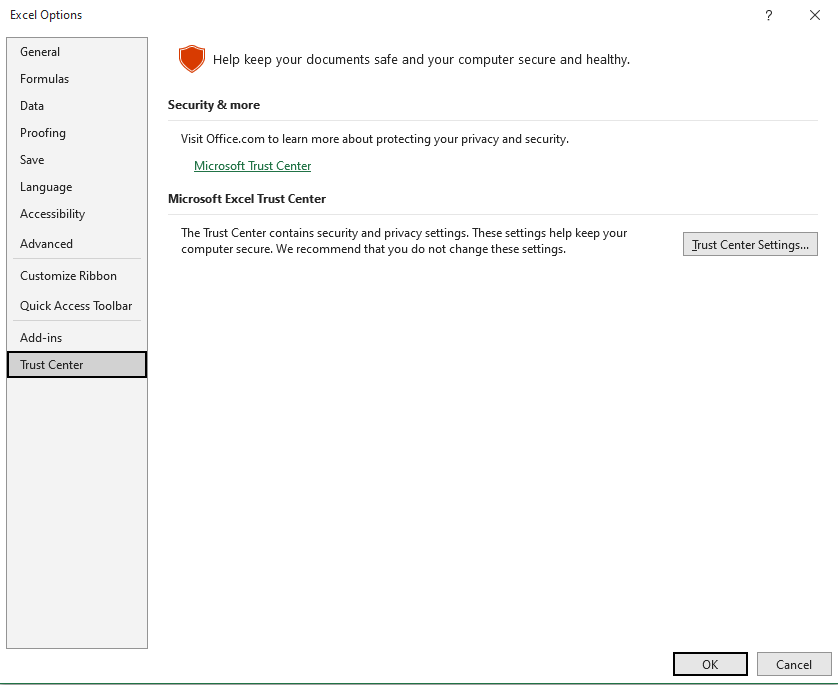 Excel Options
?
General
Formulas
Data
Proofing
Save
Language
Accessibility
Advanced
Customize Ribbon
Quick Access Toolbar
Add-ins
Trust Center
Help keep your documents safe and your computer secure and healthy.
Security & more
Visit Office.com to learn more about protecting your privacy and security.
Microsoft Trust Center
Microsoft Excel Trust Center
The Trust Center contains security and privacy settings. These settings help keep your
computer secure. We recommend that you do not change these settings.
Trust Center Settings...
OK
Cancel